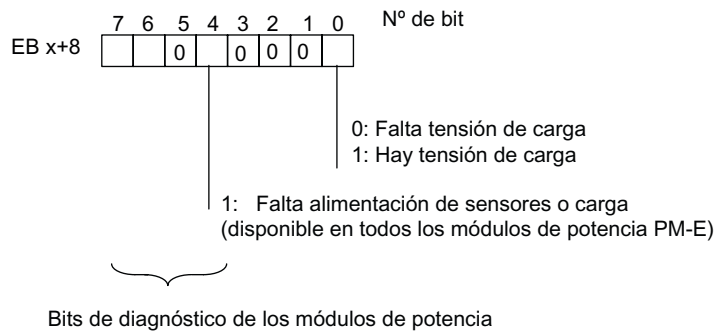 7 6 5 4 3 2 1 0 Nº de bit
EB x+8 0 0 0 0
0: Falta tensión de carga
1: Hay tensión de carga
1: Falta alimentación de sensores o carga
(disponible en todos los módulos de potencia PM-E)
Bits de diagnóstico de los módulos de potencia